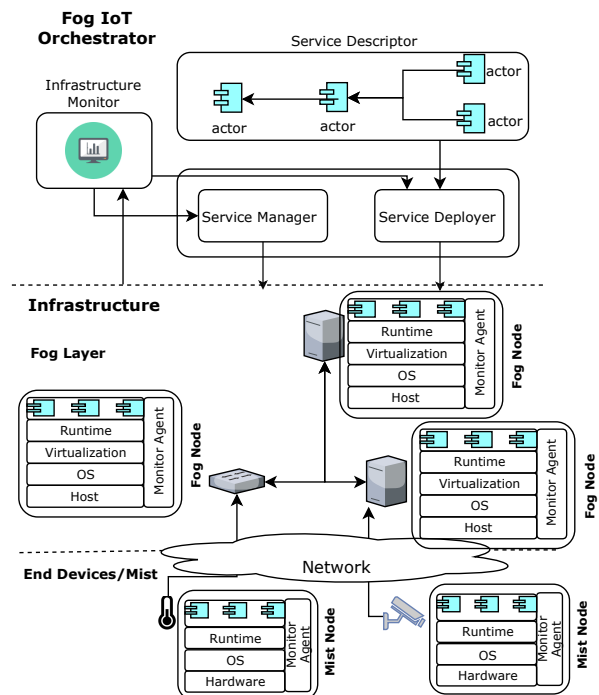 Fog IoT
Orchestrator
Service Descriptor
Infrastructure
Monitor
actor
actor
actor
actor
Service Manager
Service Deployer
Infrastructure
Fog Layer
Runtime
Virtualization
OS
Host
Monitor Agent
Fog Node
Runtime
Virtualization
OS
Host
Monitor Agent
Fog Node
Runtime
Virtualization
OS
Host
Monitor Agent
Fog Node
End Devices/Mist
Network
Runtime
OS
Hardware
Monitor
Agent
Mist Node
Runtime
OS
Hardware
Monitor
Agent
Mist Node